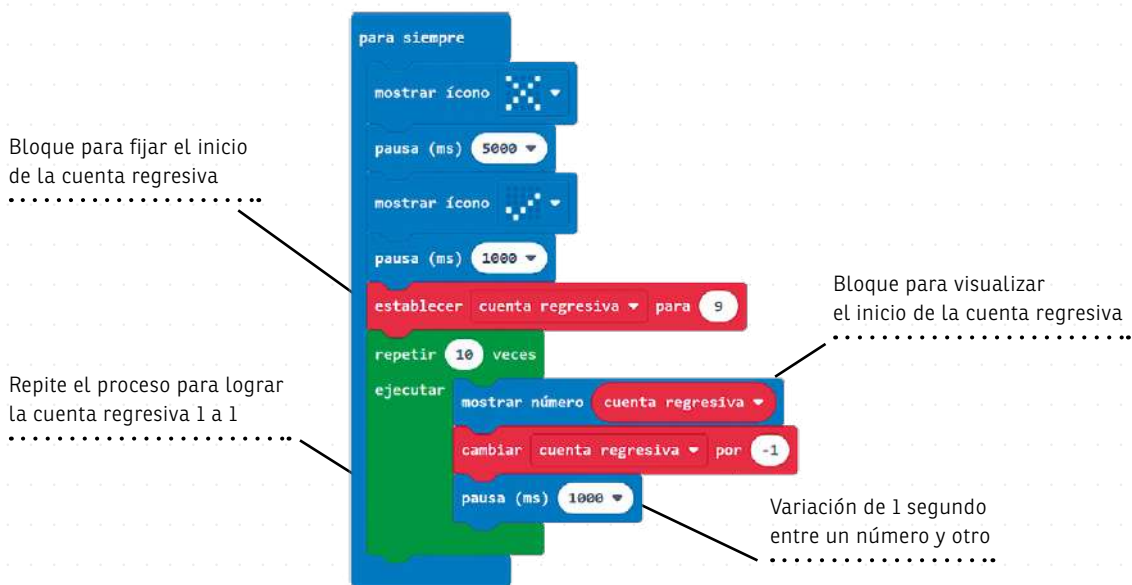 para siempre
mostrar ícono
pausa (ms) 5000
Bloque para fijar el inicio
de la cuenta regresiva
mostrar ícono
pausa (ms) 1000
establecer cuenta regresiva para 9
Bloque para visualizar
el inicio de la cuenta regresiva
repetir 10 veces
Repite el proceso para lograr
la cuenta regresiva 1 a 1
ejecutar
mostrar número cuenta regresiva
cambiar cuenta regresiva por -1
pausa (ms) 1000
Variación de 1 segundo
entre un número y otro